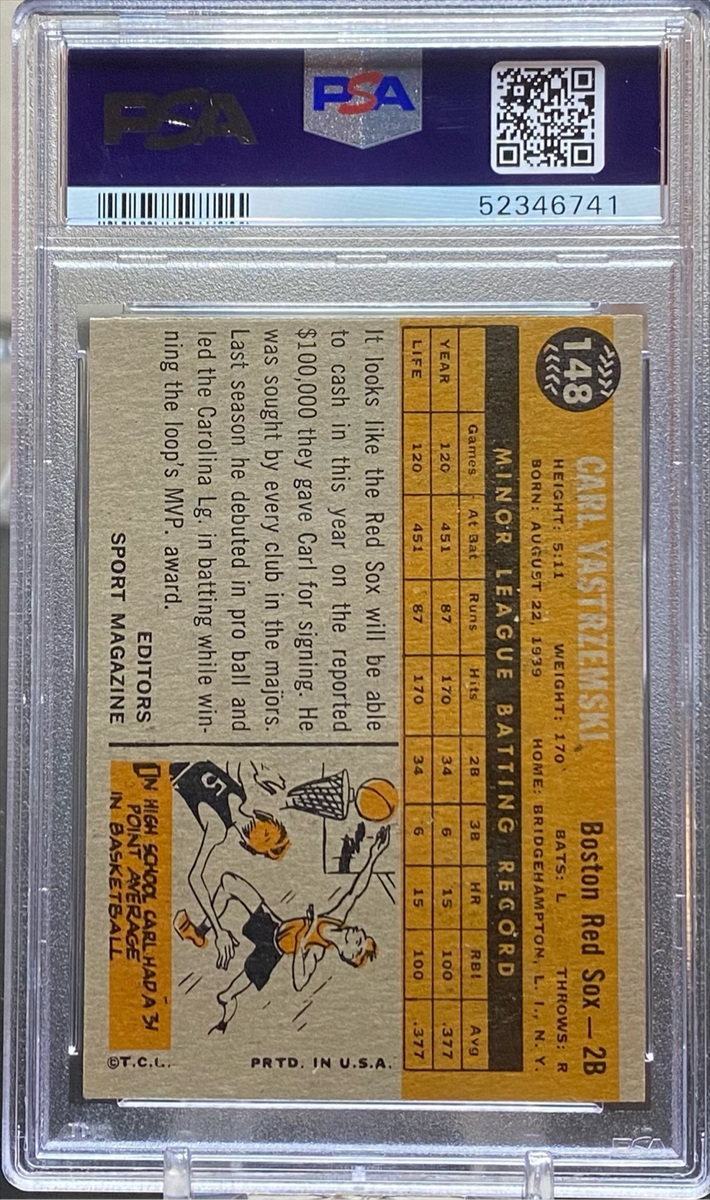 PSA
PSA
52346741
148
CARL YASTRZEMSKI Boston Red Sox—2B
HEIGHT: 5:11 WEIGHT: 170 BATS: L THROWS: R
BORN: AUGUST 22, 1939 HOME: BRIDGEHAMPTON, L. I., N. Y.
MINOR LEAGUE BATTING RECORD
Games At Bat Runs Hits 2B 3B HR RBI Avg
YEAR 120 451 87 170 34 6 15 100 .377
LIFE 120 451 87 170 34 6 15 100 .377
It looks like the Red Sox will be able
to cash in this year on the reported
$100,000 they gave Carl for signing. He
was sought by every club in the majors.
Last season he debuted in pro ball and
led the Carolina Lg. in batting while win-
ning the loop's MVP. award.
EDITORS
SPORT MAGAZINE
5
IN HIGH SCHOOL CARL HAD A 31
POINT AVERAGE
IN BASKETBALL
PRTD. IN U.S.A.
©T.C.G.
PSA